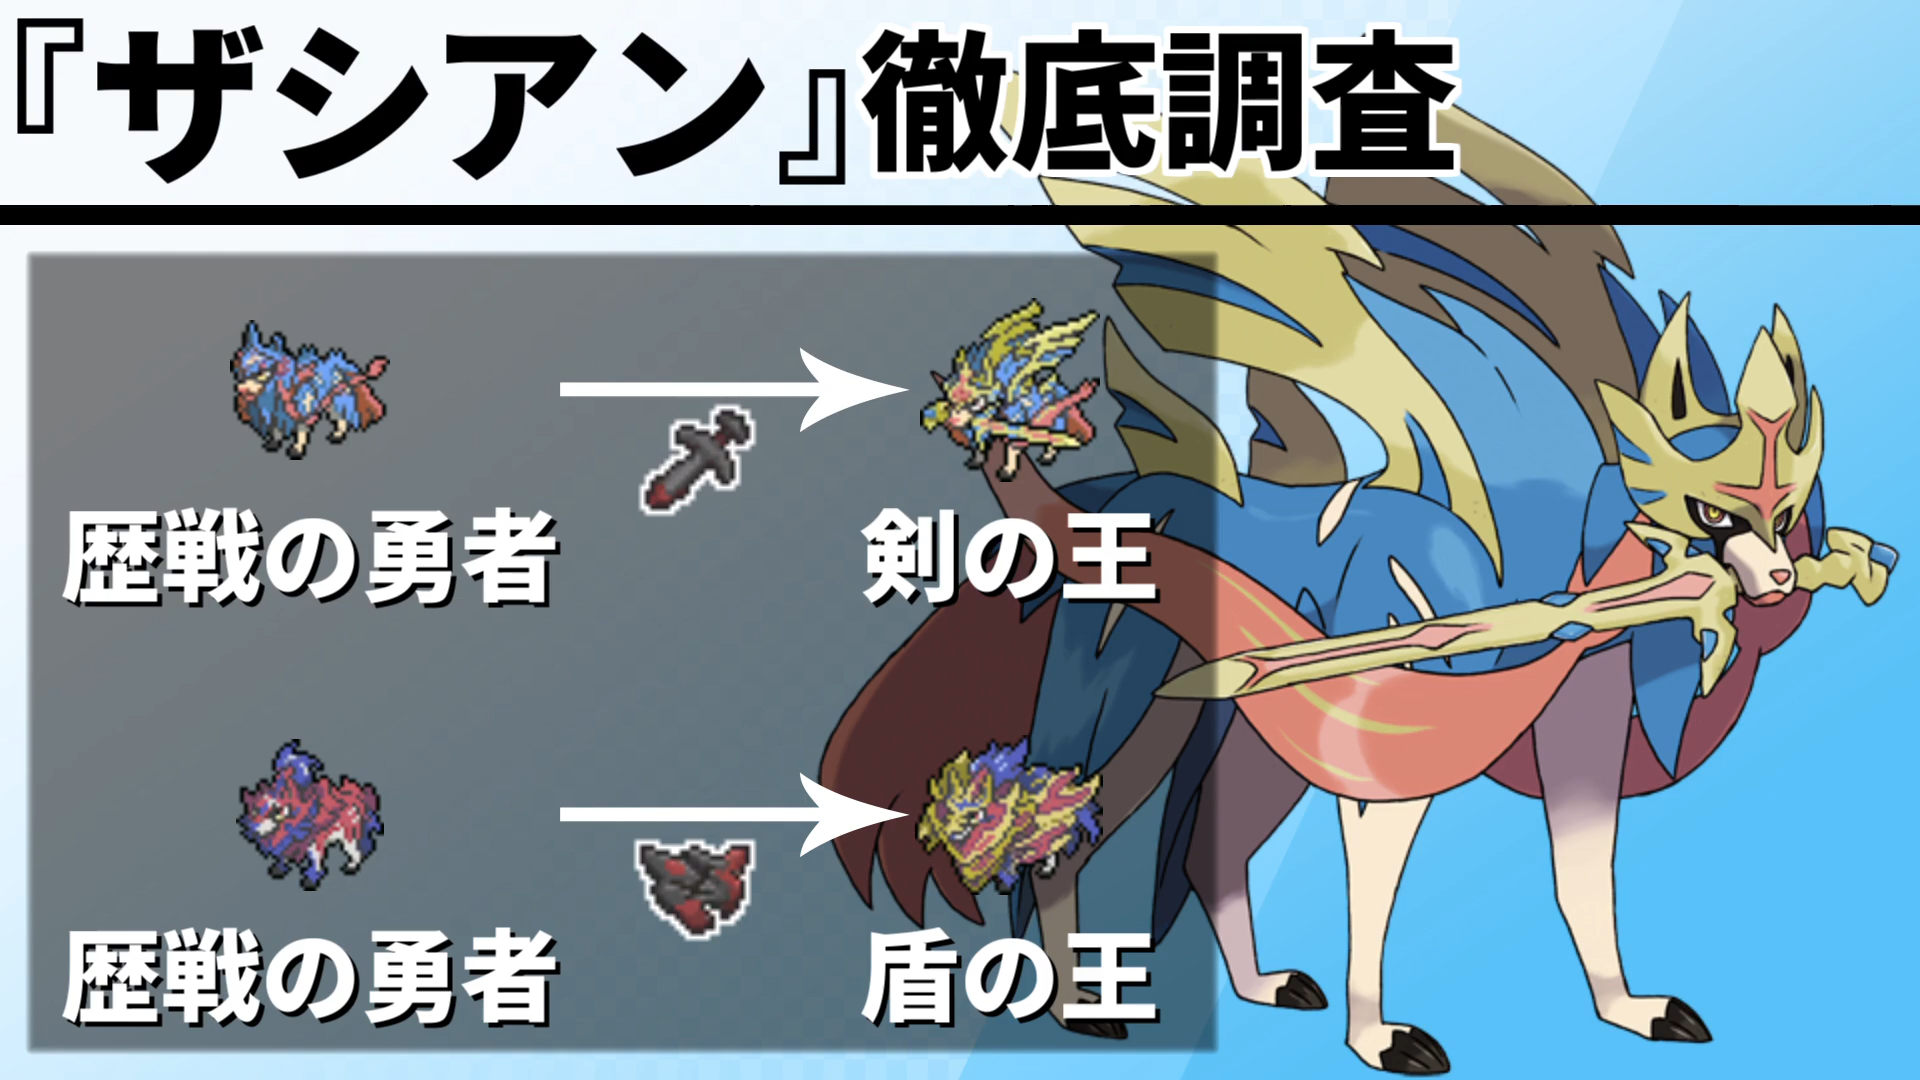 『ザシアン』徹底調査
歴戦の勇者
剣の王
歴戦の勇者
盾の王